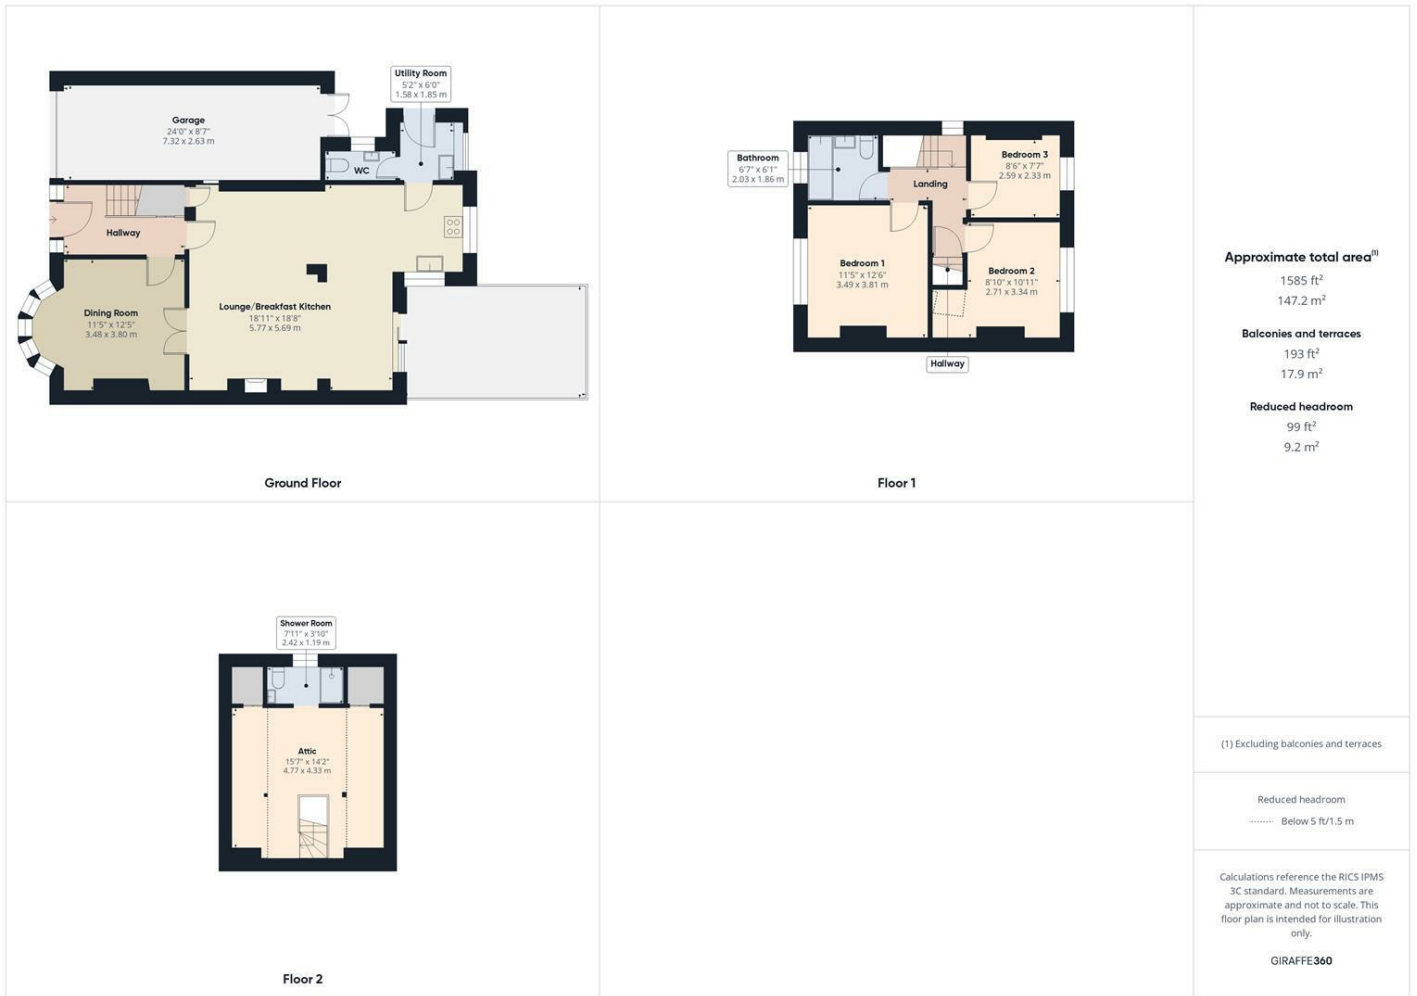 Utility Room
5'2" x 6'0"
1.58 x 1.85 m
Garage
24'0" x 8'7"
7.32 x 2.63 m
WC
Hallway
Dining Room
11'5" x 12'5"
3.48 x 3.80 m
Lounge/Breakfast Kitchen
18'11" x 18'8"
5.77 x 5.69 m
Ground Floor
Bathroom
6'7" x 6'1"
2.03 x 1.86 m
Bedroom 3
8'6" x 7'7"
2.59 x 2.33 m
Landing
Bedroom 1
11'5" x 12'6"
3.49 x 3.81 m
Bedroom 2
8'10" x 10'11"
2.71 x 3.34 m
Hallway
Floor 1
Shower Room
7'11" x 3'10"
2.42 x 1.19 m
Attic
15'7" x 14'2"
4.77 x 4.33 m
Floor 2
Approximate total area⁽¹⁾
1585 ft²
147.2 m²
Balconies and terraces
193 ft²
17.9 m²
Reduced headroom
99 ft²
9.2 m²
(1) Excluding balconies and terraces
Reduced headroom
Below 5 ft/1.5 m
Calculations reference the RICS IPMS
3C standard. Measurements are
approximate and not to scale. This
floor plan is intended for illustration
only.
GIRAFFE360